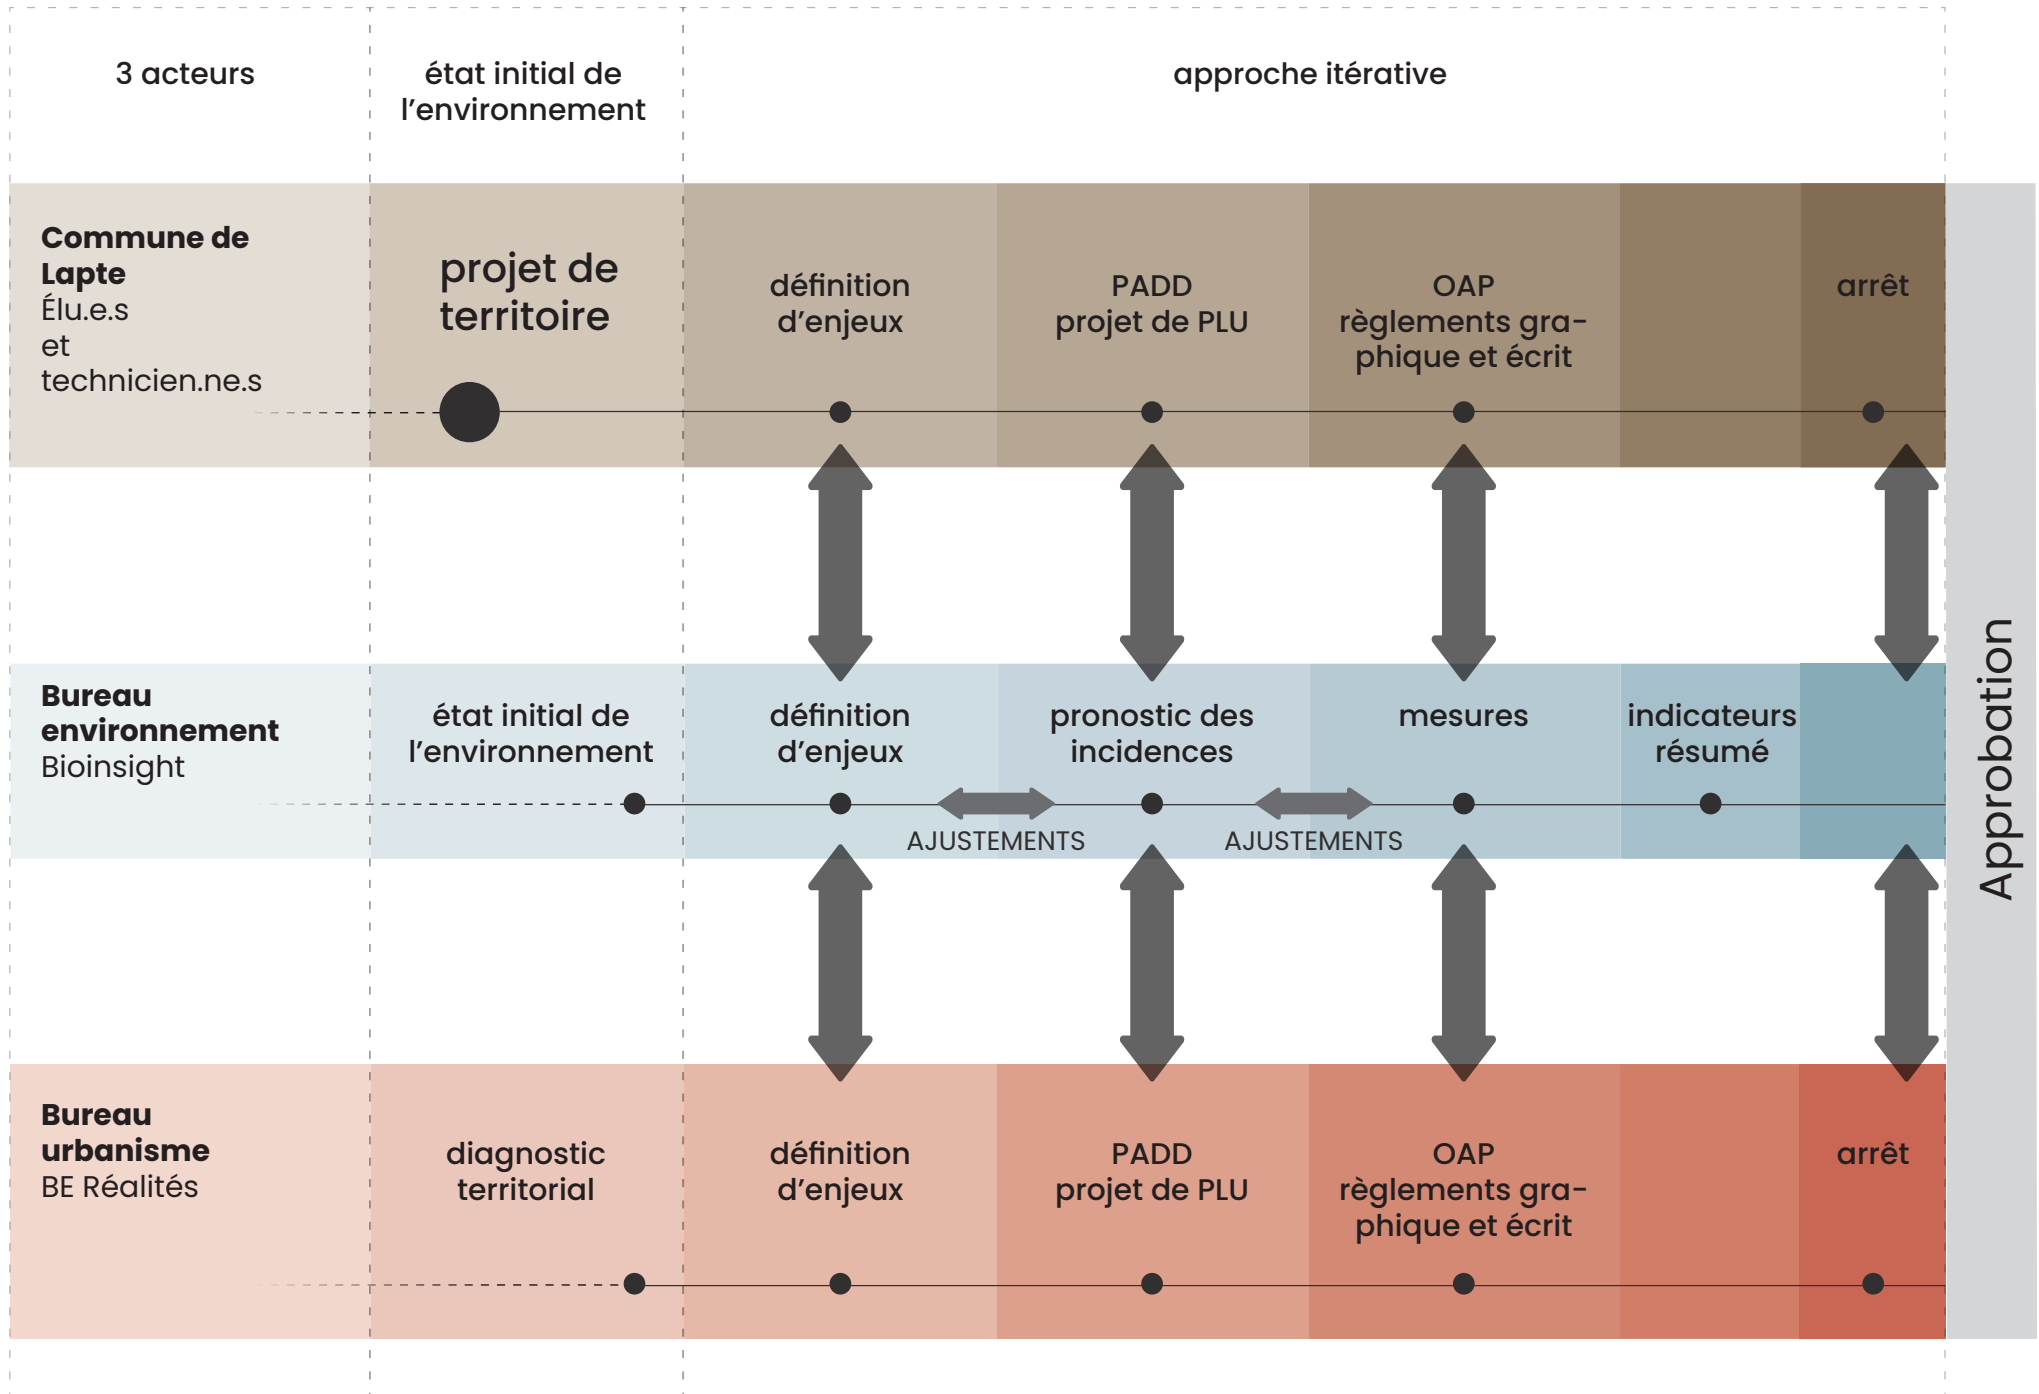 3 acteurs
état initial de
l’environnement
approche itérative
Commune de
Lapte
Élu.e.s
et
technicien.ne.s
projet de
territoire
définition
d’enjeux
PADD
projet de PLU
OAP
règlements gra-
phique et écrit
arrêt
Bureau
environnement
Bioinsight
état initial de
l’environnement
définition
d’enjeux
pronostic des
incidences
mesures
indicateurs
résumé
AJUSTEMENTS
AJUSTEMENTS
Bureau
urbanisme
BE Réalités
diagnostic
territorial
définition
d’enjeux
PADD
projet de PLU
OAP
règlements gra-
phique et écrit
arrêt
Approbation